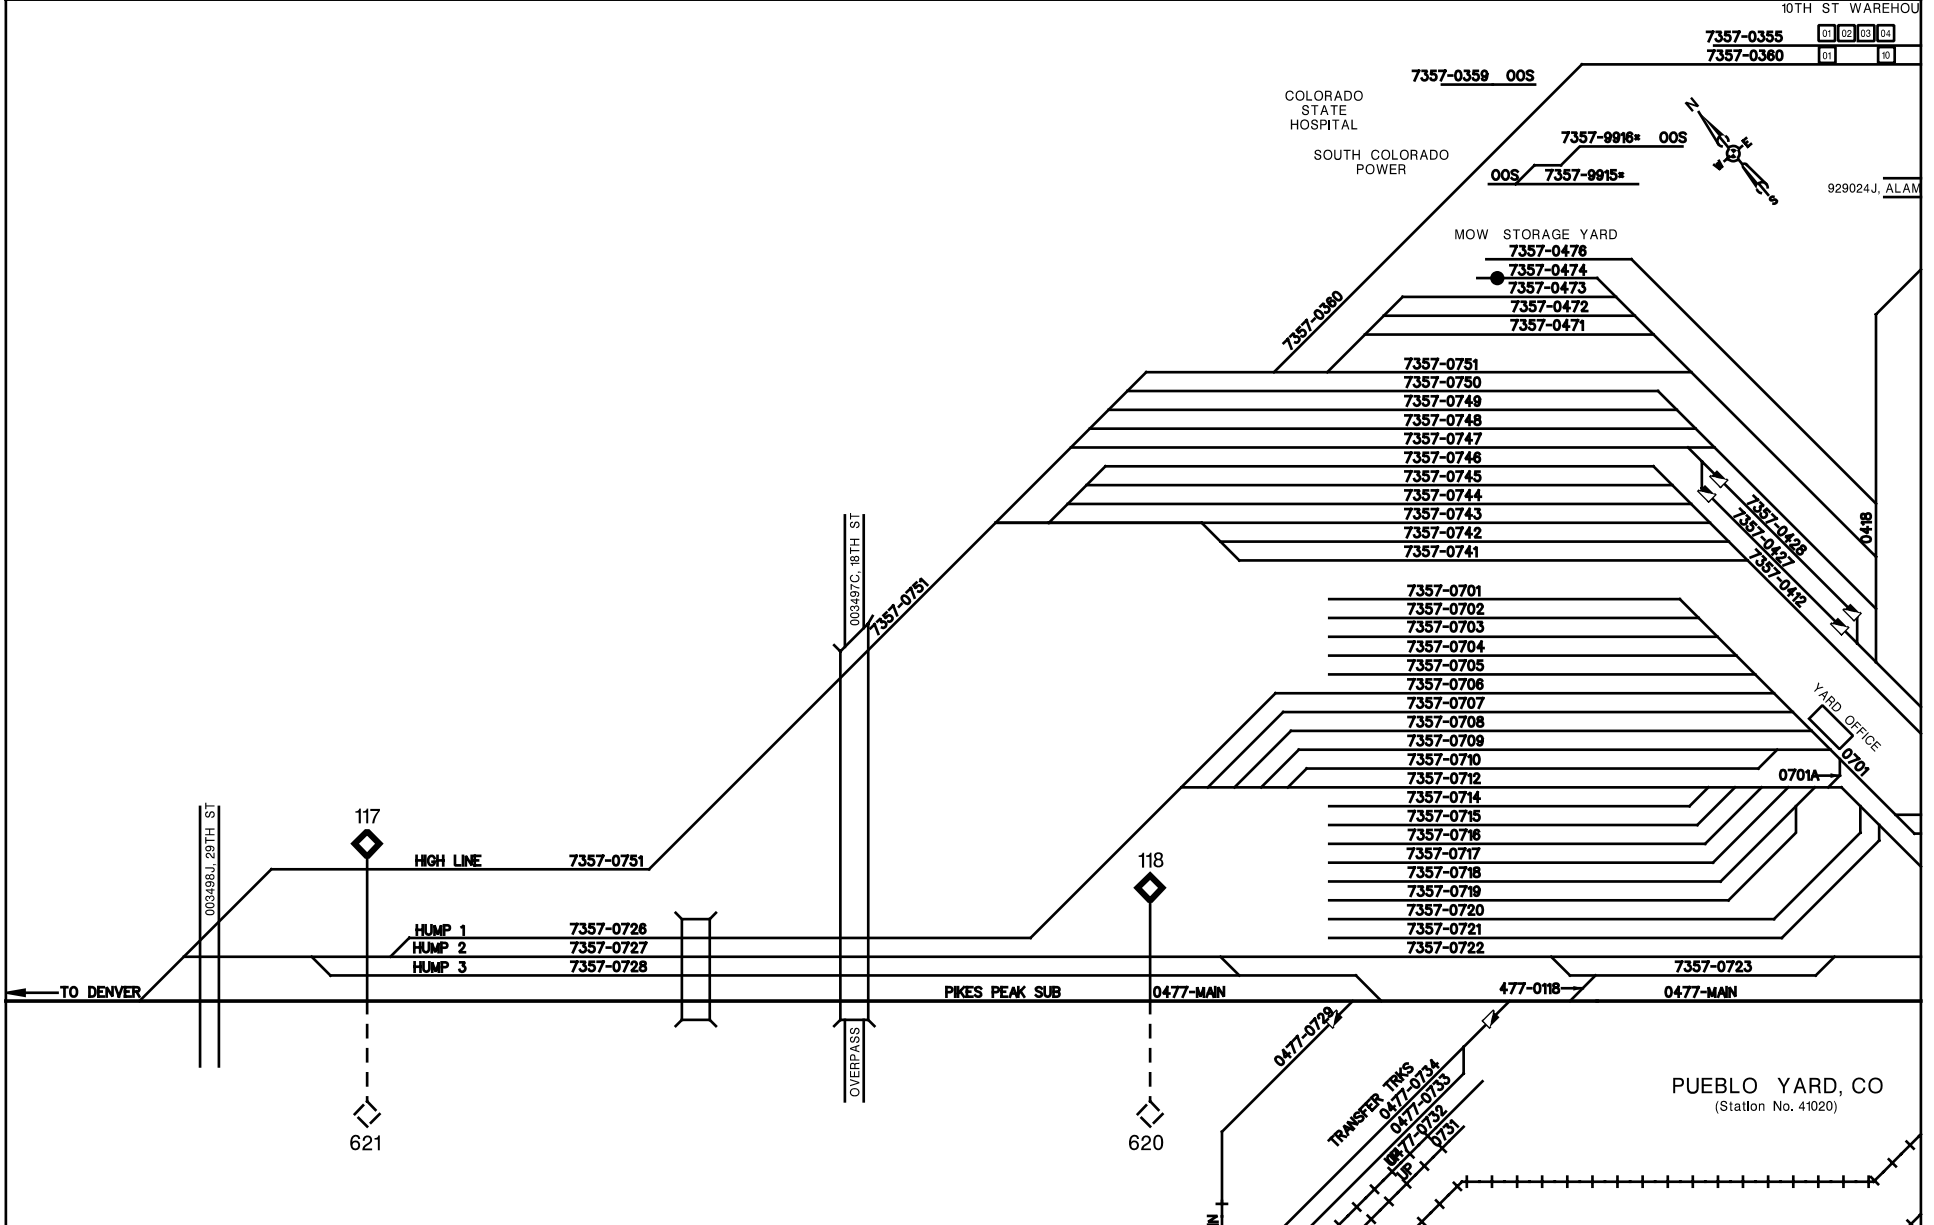 10TH ST WAREHOU
7357-0355
01 02 03 04
7357-0360
01 10
7357-0359 OOS
COLORADO
STATE
HOSPITAL
SOUTH COLORADO
POWER
7357-9916* OOS
OOS 7357-9915*
N
E
S
929024J, ALAM
MOW STORAGE YARD
7357-0476
7357-0474
7357-0473
7357-0472
7357-0471
7357-0360
7357-0751
7357-0750
7357-0749
7357-0748
7357-0747
7357-0746
7357-0745
7357-0744
7357-0743
7357-0742
7357-0741
7357-0428
7357-0427
7357-0412
0418
003497C, 18TH ST
7357-0751
7357-0701
7357-0702
7357-0703
7357-0704
7357-0705
7357-0706
7357-0707
7357-0708
7357-0709
7357-0710
7357-0712
7357-0714
7357-0715
7357-0716
7357-0717
7357-0718
7357-0719
7357-0720
7357-0721
7357-0722
YARD OFFICE
0701
0701A
003498J, 29TH ST
117
HIGH LINE 7357-0751
118
HUMP 1 7357-0726
HUMP 2 7357-0727
HUMP 3 7357-0728
7357-0723
TO DENVER
PIKES PEAK SUB 0477-MAIN
477-0118
0477-MAIN
OVERPASS
0477-0729
TRANSFER TRKS
0477-0734
0477-0733
0477-0732
0731
UP
621
620
PUEBLO YARD, CO
(Station No. 41020)